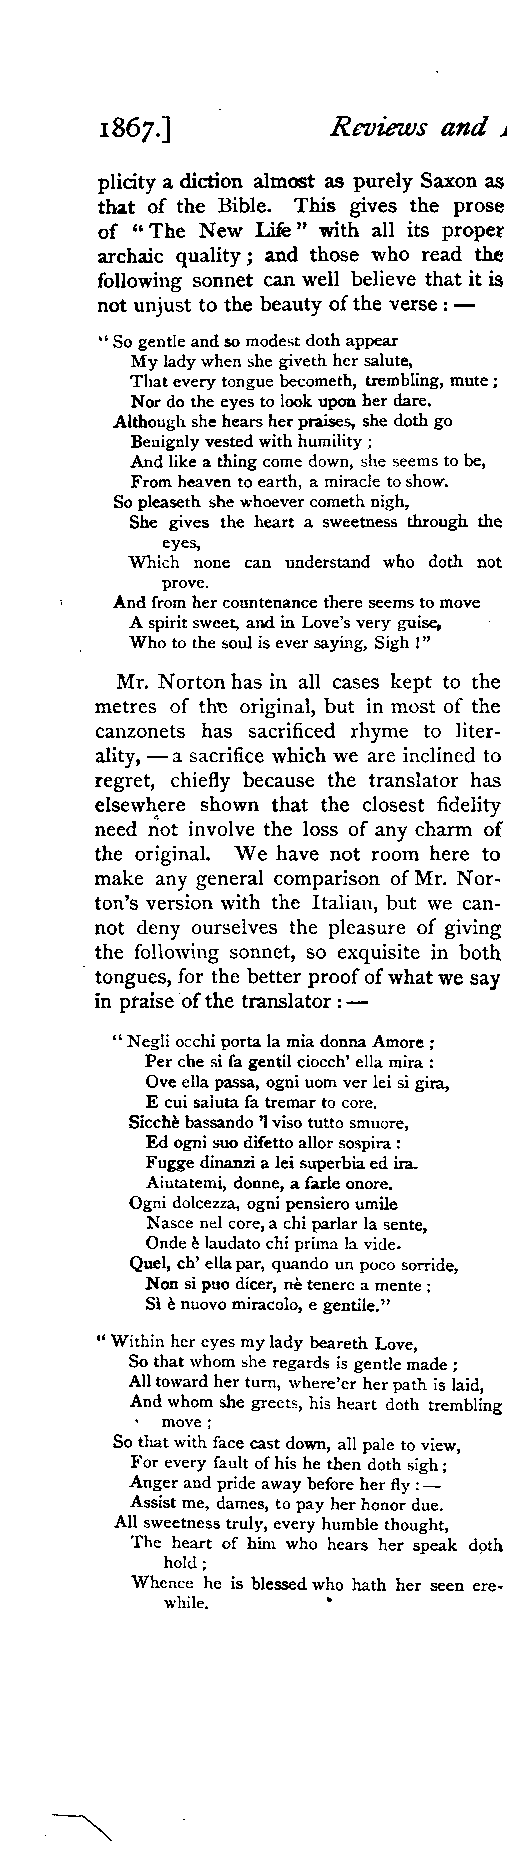 1867.] Reviews and
plicity a diction almost as purely Saxon as
that of the Bible. This gives the prose
of “The New Life” with all its proper
archaic quality; and those who read the
following sonnet can well believe that it is
not unjust to the beauty of the verse: —
“So gentle and so modest doth appear
My lady when she giveth her salute,
That every tongue becometh, trembling, mute;
Nor do the eyes to look upon her dare.
Although she hears her praises, she doth go
Benignly vested with humility;
And like a thing come down, she seems to be,
From heaven to earth, a miracle to show.
So pleaseth she whoever cometh nigh,
She gives the heart a sweetness through the
eyes,
Which none can understand who doth not
prove.
And from her countenance there seems to move
A spirit sweet, and in Love's very guise,
Who to the soul is ever saying, Sigh!”
Mr. Norton has in all cases kept to the
metres of the original, but in most of the
canzonets has sacrificed rhyme to liter-
ality, — a sacrifice which we are inclined to
regret, chiefly because the translator has
elsewhere shown that the closest fidelity
need not involve the loss of any charm of
the original. We have not room here to
make any general comparison of Mr. Nor-
ton's version with the Italian, but we can-
not deny ourselves the pleasure of giving
the following sonnet, so exquisite in both
tongues, for the better proof of what we say
in praise of the translator: —
“Negli occhi porta la mia donna Amore;
Per che si fa gentil ciocch' ella mira:
Ove ella passa, ogni uom ver lei si gira,
E cui saluta fa tremar lo core.
Sicchè bassando 'l viso tutto smuore,
Ed ogni suo difetto allor sospira:
Fugge dinanzi a lei superbia ed ira.
Aiutatemi, donne, a farle onore.
Ogni dolcezza, ogni pensiero umile
Nasce nel core, a chi parlar la sente,
Onde è laudato chi prima la vide.
Quel, ch' ella par, quando un poco sorride,
Non si puo dicer, nè tenere a mente;
Sì è nuovo miracolo, e gentile.”
“Within her eyes my lady beareth Love,
So that whom she regards is gentle made;
All toward her turn, where'er her path is laid,
And whom she greets, his heart doth trembling
move;
So that with face cast down, all pale to view,
For every fault of his he then doth sigh;
Anger and pride away before her fly: —
Assist me, dames, to pay her honor due.
All sweetness truly, every humble thought,
The heart of him who hears her speak doth
hold;
Whence he is blessed who hath her seen ere-
while.